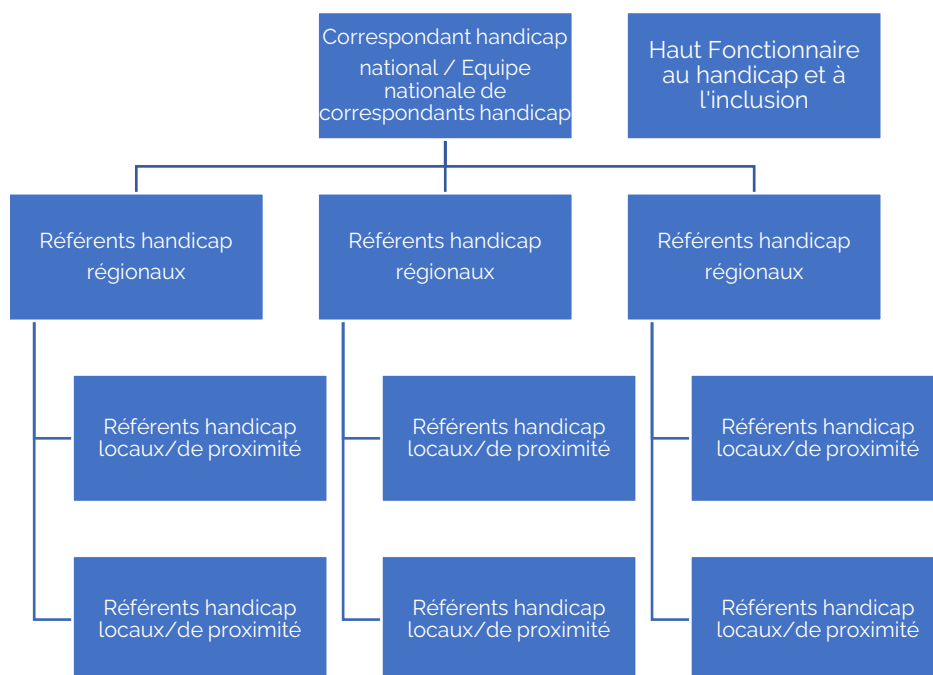 Correspondant handicap
national / Equipe
nationale de
correspondants handicap
Haut Fonctionnaire
au handicap et à
l'inclusion
Référents handicap
régionaux
Référents handicap
régionaux
Référents handicap
régionaux
Référents handicap
locaux/de proximité
Référents handicap
locaux/de proximité
Référents handicap
locaux/de proximité
Référents handicap
locaux/de proximité
Référents handicap
locaux/de proximité
Référents handicap
locaux/de proximité